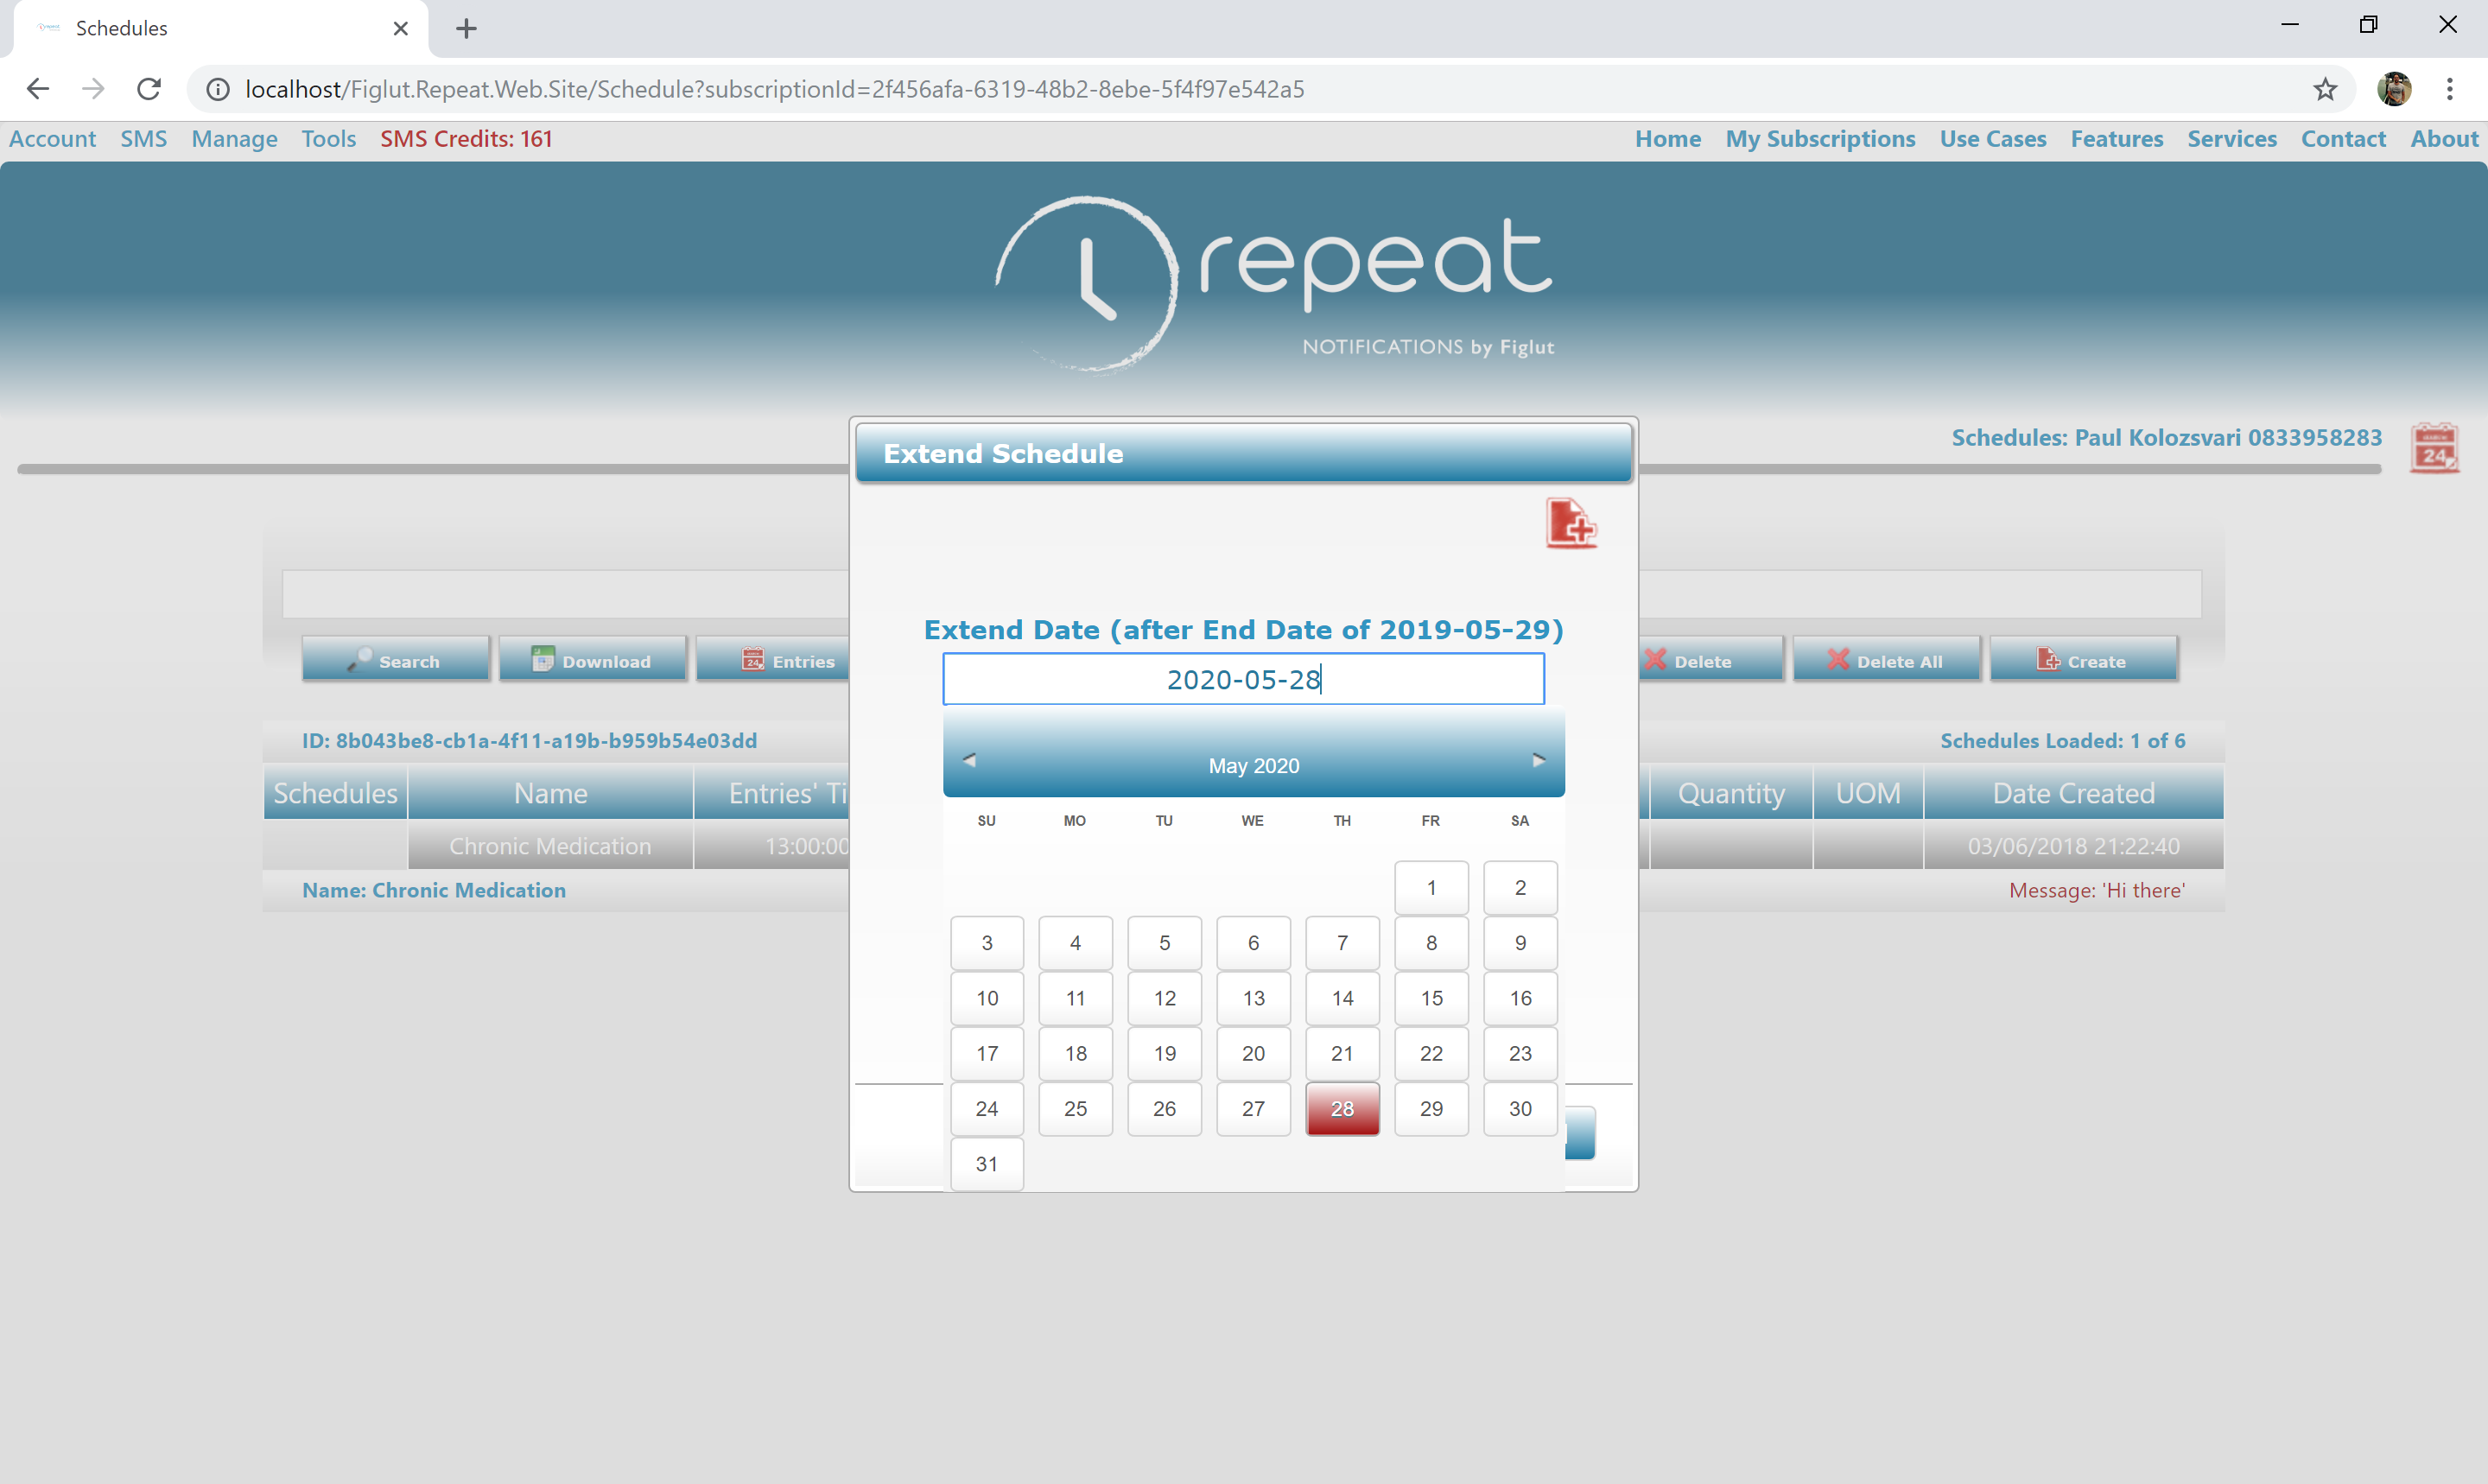 Schedules
localhost/Figlut.Repeat.Web.Site/Schedule?subscriptionId=2f456afa-6319-48b2-8ebe-5f4f97e542a5
Account SMS Manage Tools SMS Credits: 161 Home My Subscriptions Use Cases Features Services Contact About
repeat
NOTIFICATIONS by Figlut
Schedules: Paul Kolozsvari 0833958283
24
Extend Schedule
Extend Date (after End Date of 2019-05-29)
2020-05-28
Search Download Entries Delete Delete All Create
ID: 8b043be8-cb1a-4f11-a19b-b959b54e03dd Schedules Loaded: 1 of 6
May 2020
Schedules Name Entries' Ti Quantity UOM Date Created
Chronic Medication 13:00:00 03/06/2018 21:22:40
Name: Chronic Medication Message: 'Hi there'
SU MO TU WE TH FR SA
1 2
3 4 5 6 7 8 9
10 11 12 13 14 15 16
17 18 19 20 21 22 23
24 25 26 27 28 29 30
31